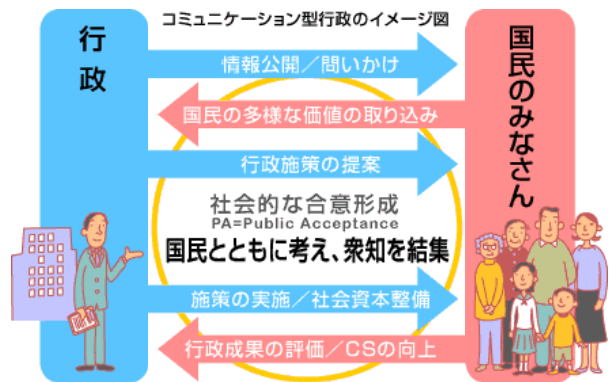 コミュニケーション型行政のイメージ図
行政
国民のみなさん
情報公開／問いかけ
国民の多様な価値の取り込み
行政施策の提案
社会的な合意形成
PA=Public Acceptance
国民とともに考え、衆知を結集
施策の実施／社会資本整備
行政成果の評価／CSの向上